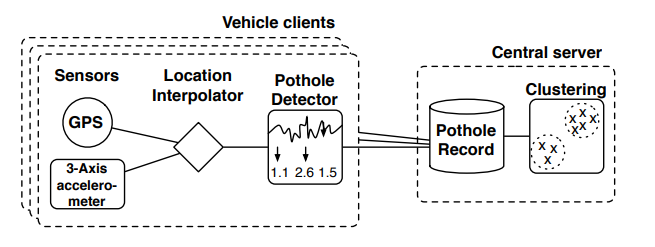 Vehicle clients
Central server
Sensors
Location
Interpolator
Pothole
Detector
Clustering
GPS
3-Axis
accelero-
meter
1.1 2.6 1.5
Pothole
Record
x x x x x
x x x